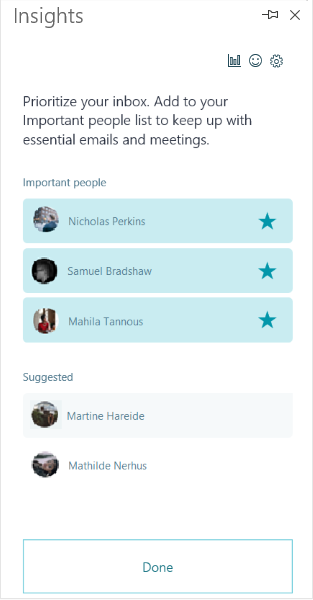 Insights
Prioritize your inbox. Add to your
Important people list to keep up with
essential emails and meetings.
Important people
Nicholas Perkins
Samuel Bradshaw
Mahila Tannous
Suggested
Martine Hareide
Mathilde Nerhus
Done